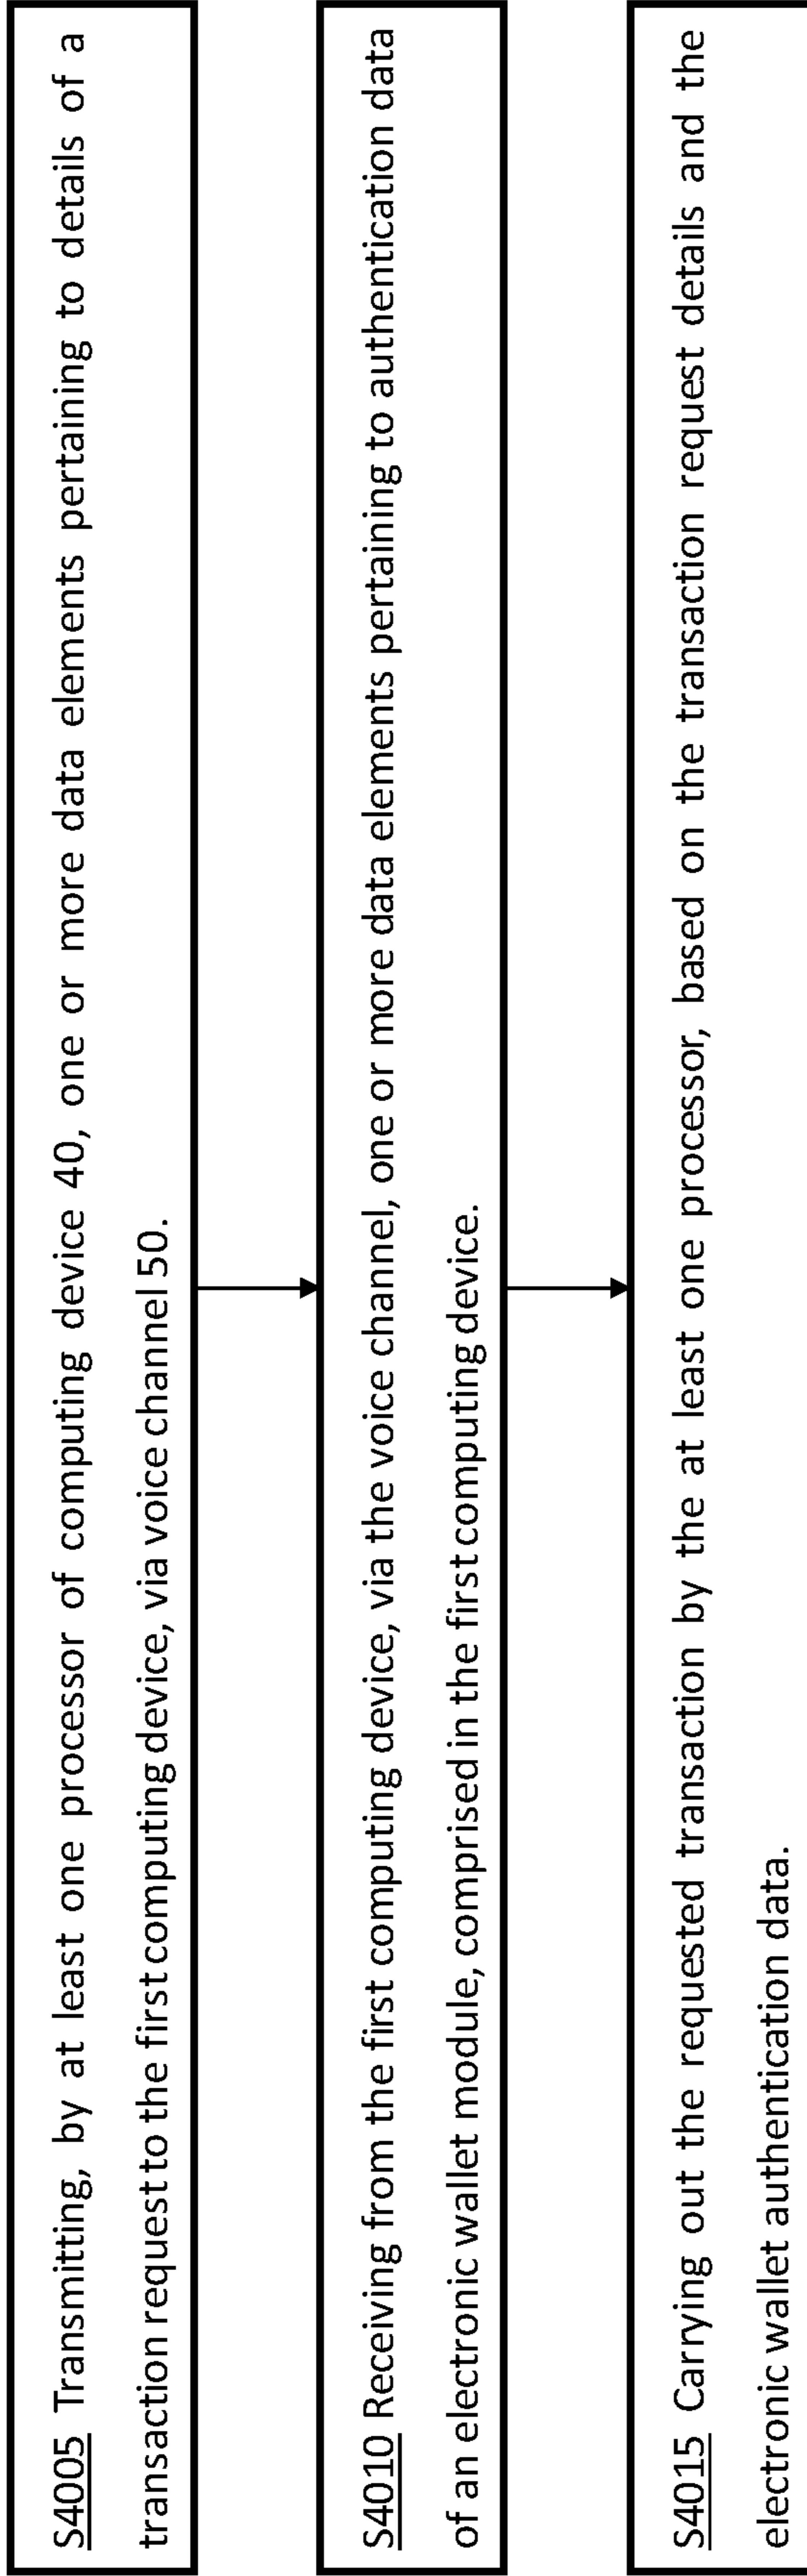 S4005 Transmitting, by at least one processor of computing device 40, one or more data elements pertaining to details of a
transaction request to the first computing device, via voice channel 50.
S4010 Receiving from the first computing device, via the voice channel, one or more data elements pertaining to authentication data
of an electronic wallet module, comprised in the first computing device.
S4015 Carrying out the requested transaction by the at least one processor, based on the transaction request details and the
electronic wallet authentication data.